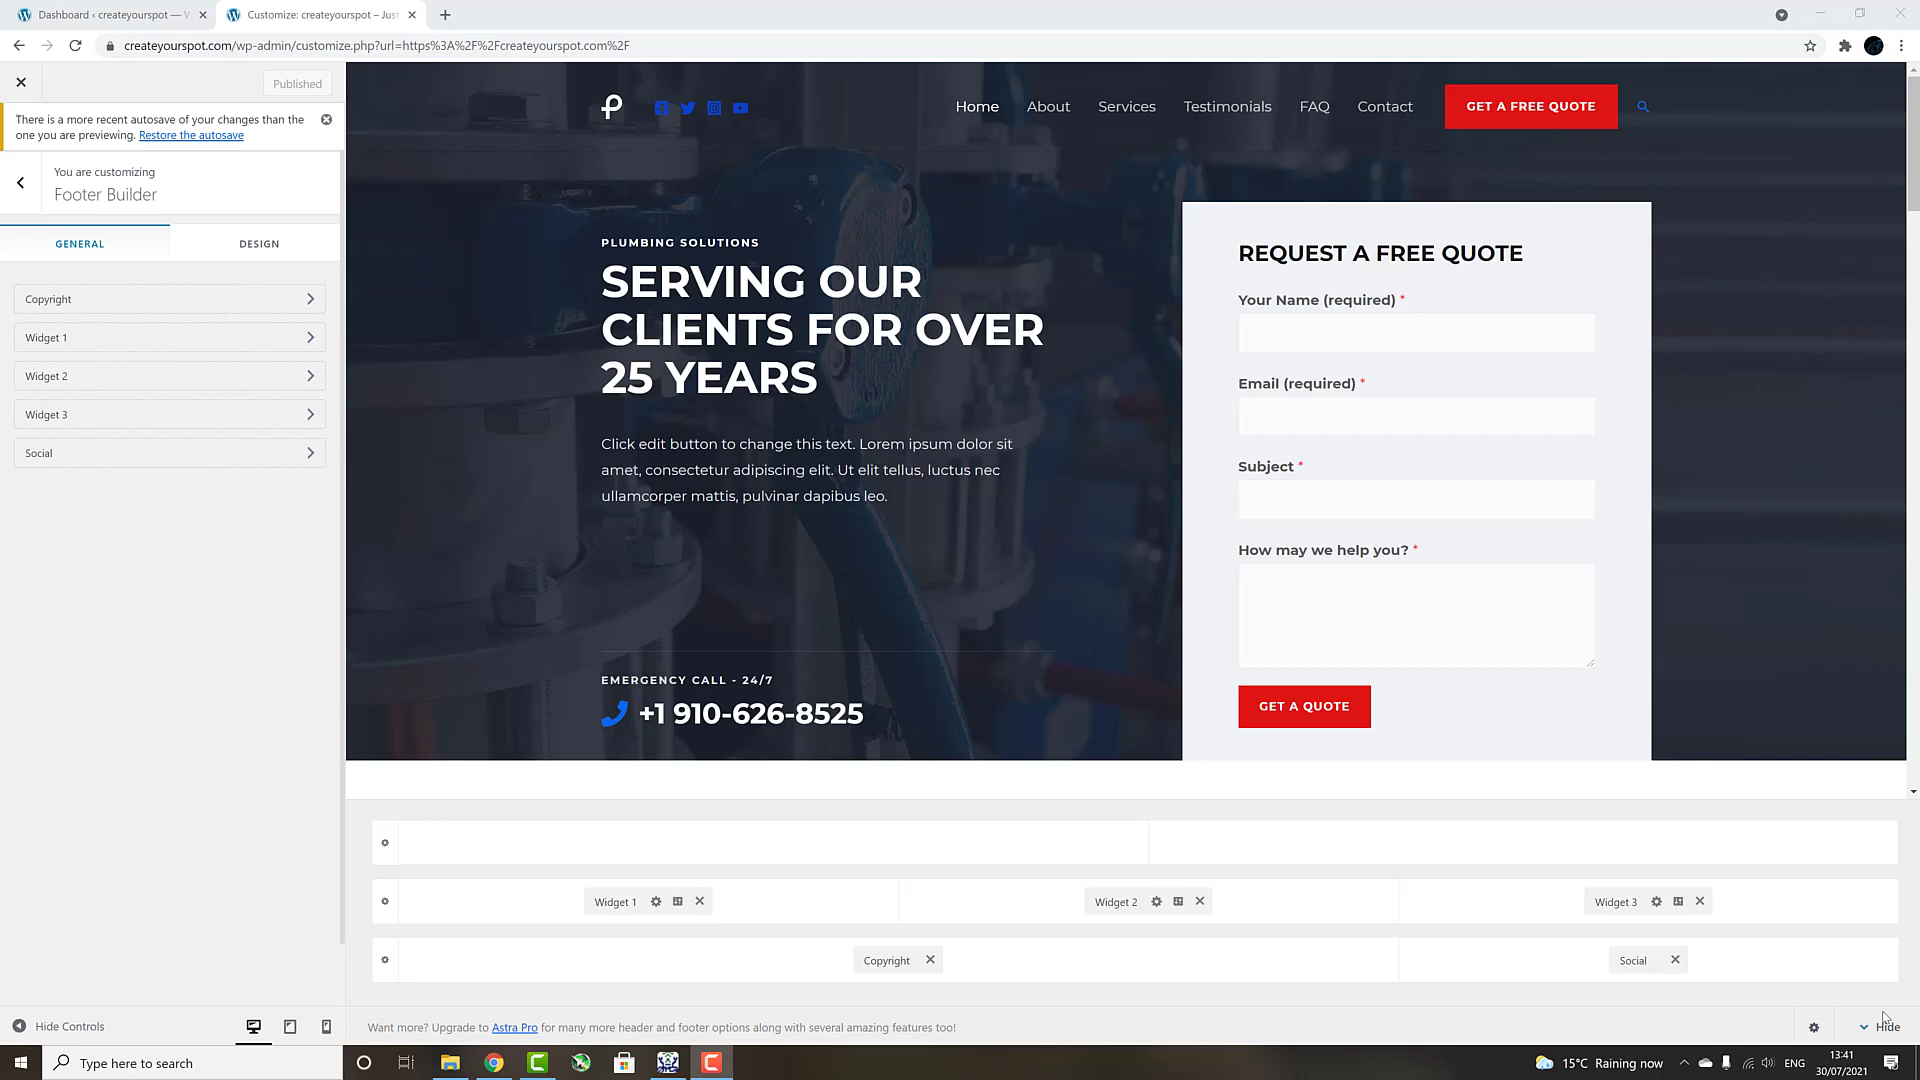 Dashboard ‹ createyourspot — W
Customize: createyourspot – Just
createyourspot.com/wp-admin/customize.php?url=https%3A%2F%2Fcreateyourspot.com%2F
Published
There is a more recent autosave of your changes than the
one you are previewing. Restore the autosave
You are customizing
Footer Builder
GENERAL
DESIGN
Copyright
Widget 1
Widget 2
Widget 3
Social
Home
About
Services
Testimonials
FAQ
Contact
GET A FREE QUOTE
PLUMBING SOLUTIONS
SERVING OUR
CLIENTS FOR OVER
25 YEARS
Click edit button to change this text. Lorem ipsum dolor sit
amet, consectetur adipiscing elit. Ut elit tellus, luctus nec
ullamcorper mattis, pulvinar dapibus leo.
EMERGENCY CALL - 24/7
+1 910-626-8525
REQUEST A FREE QUOTE
Your Name (required) *
Email (required) *
Subject *
How may we help you? *
GET A QUOTE
Widget 1
Widget 2
Widget 3
Copyright
Social
Hide Controls
Want more? Upgrade to Astra Pro for many more header and footer options along with several amazing features too!
Hide
Type here to search
15°C Raining now
ENG
13:41
30/07/2021